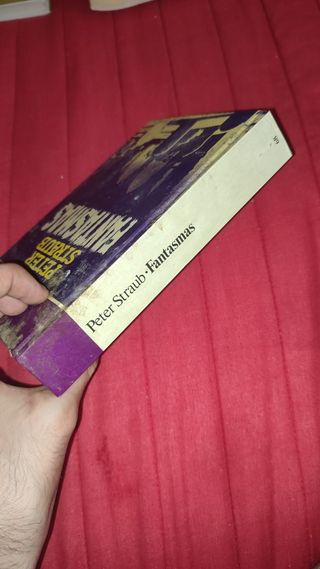 PETER
STRAUB
FANTASMAS
Peter Straub · Fantasmas